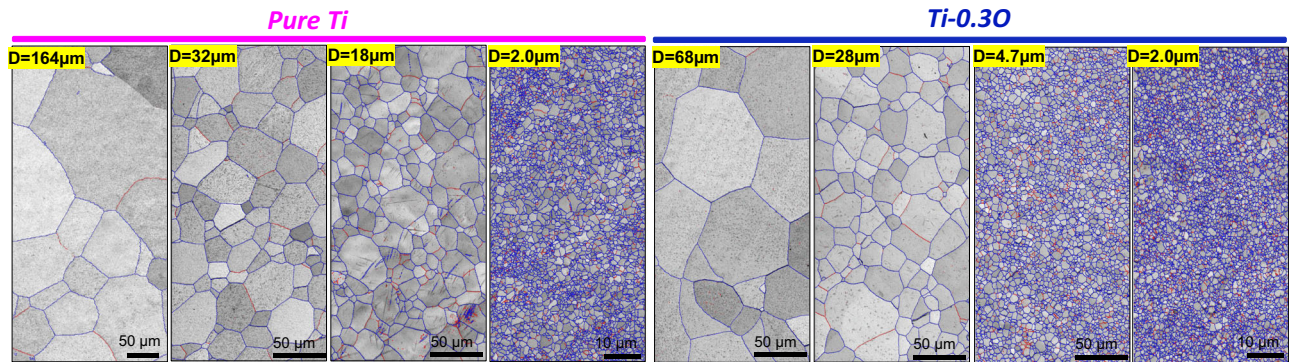 Pure Ti
Ti-0.3O
D=164µm
D=32µm
D=18µm
D=2.0µm
D=68µm
D=28µm
D=4.7µm
D=2.0µm
50 µm
50 µm
50 µm
10 µm
50 µm
50 µm
50 µm
10 µm